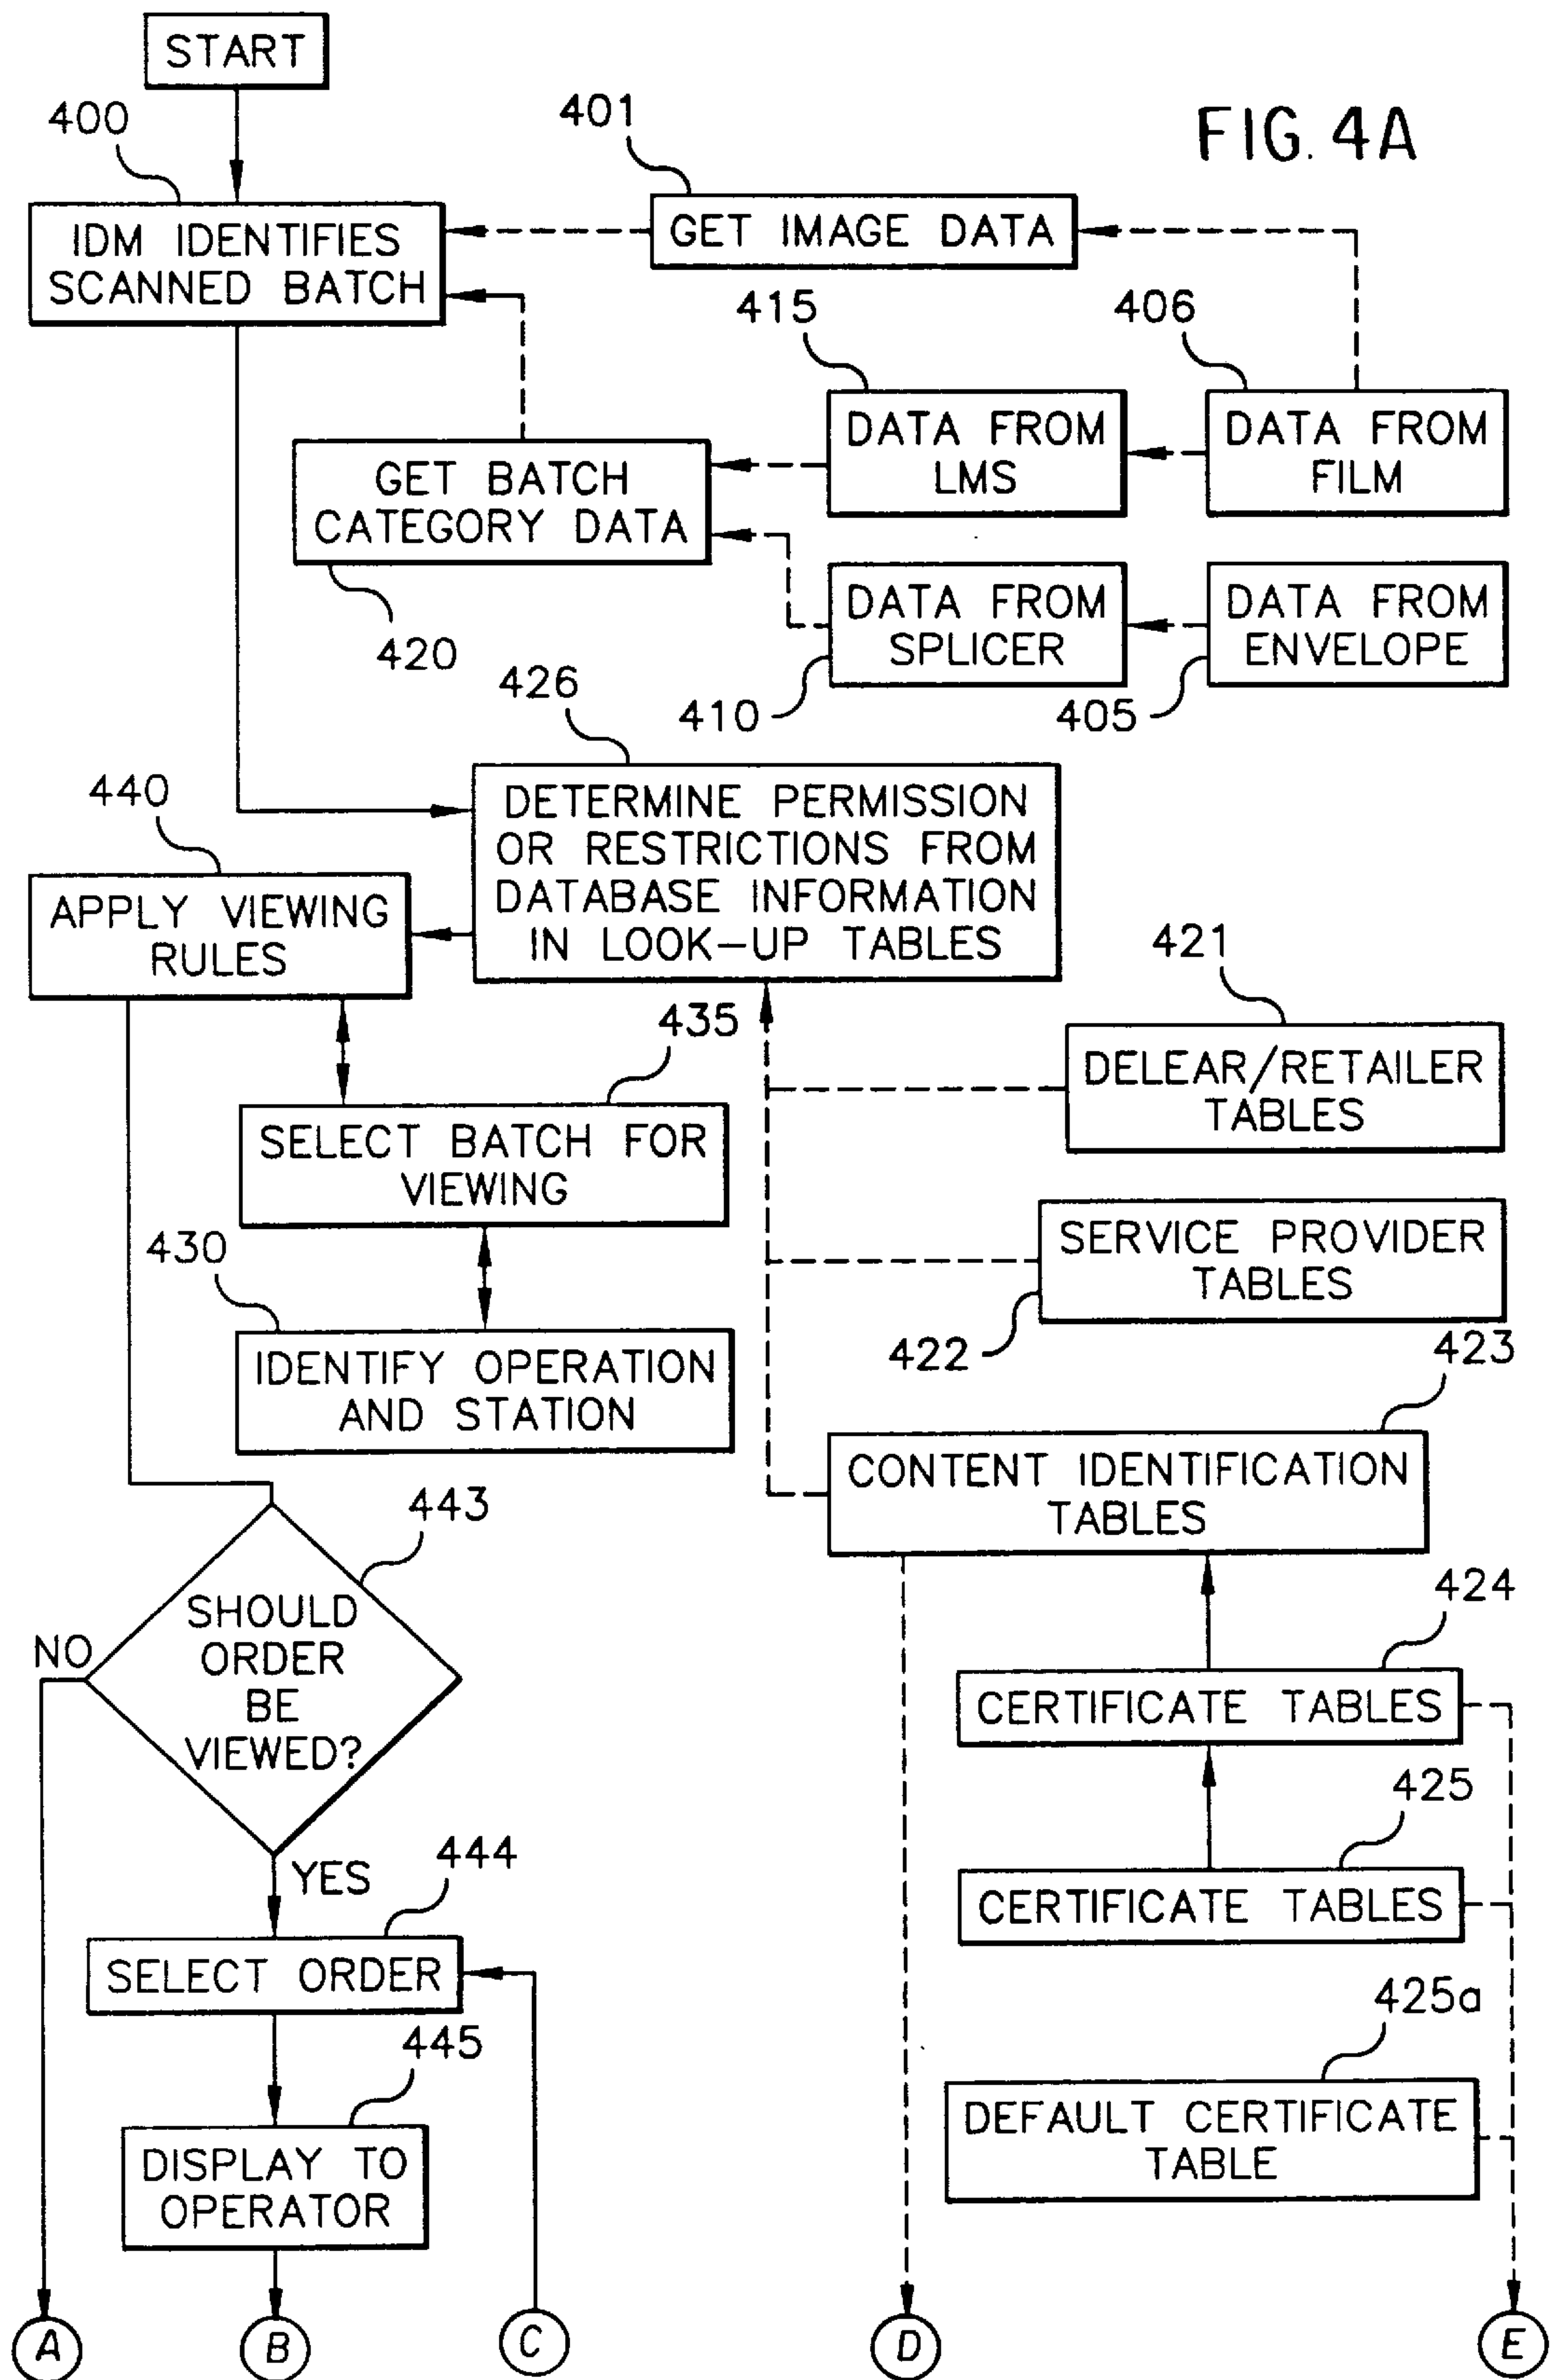 START
400
401
FIG. 4A
IDM IDENTIFIES
SCANNED BATCH
GET IMAGE DATA
415
406
DATA FROM
LMS
DATA FROM
FILM
GET BATCH
CATEGORY DATA
420
DATA FROM
SPLICER
410
DATA FROM
ENVELOPE
405
426
DETERMINE PERMISSION
OR RESTRICTIONS FROM
DATABASE INFORMATION
IN LOOK-UP TABLES
440
APPLY VIEWING
RULES
421
DELEAR/RETAILER
TABLES
435
SELECT BATCH FOR
VIEWING
SERVICE PROVIDER
TABLES
422
430
IDENTIFY OPERATION
AND STATION
423
CONTENT IDENTIFICATION
TABLES
443
SHOULD
ORDER
BE
VIEWED?
NO
YES
424
CERTIFICATE TABLES
425
CERTIFICATE TABLES
444
SELECT ORDER
425a
DEFAULT CERTIFICATE
TABLE
445
DISPLAY TO
OPERATOR
A
B
C
D
E